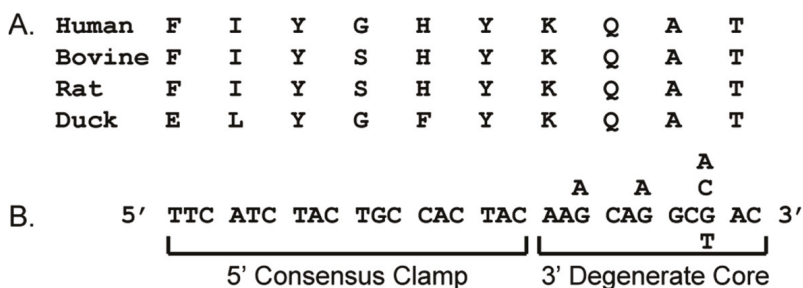 A. Human F I Y G H Y K Q A T
Bovine F I Y S H Y K Q A T
Rat F I Y S H Y K Q A T
Duck E L Y G F Y K Q A T
A
A A C
B. 5′ TTC ATC TAC TGC CAC TAC AAG CAG GCG AC 3′
T
5’ Consensus Clamp 3’ Degenerate Core